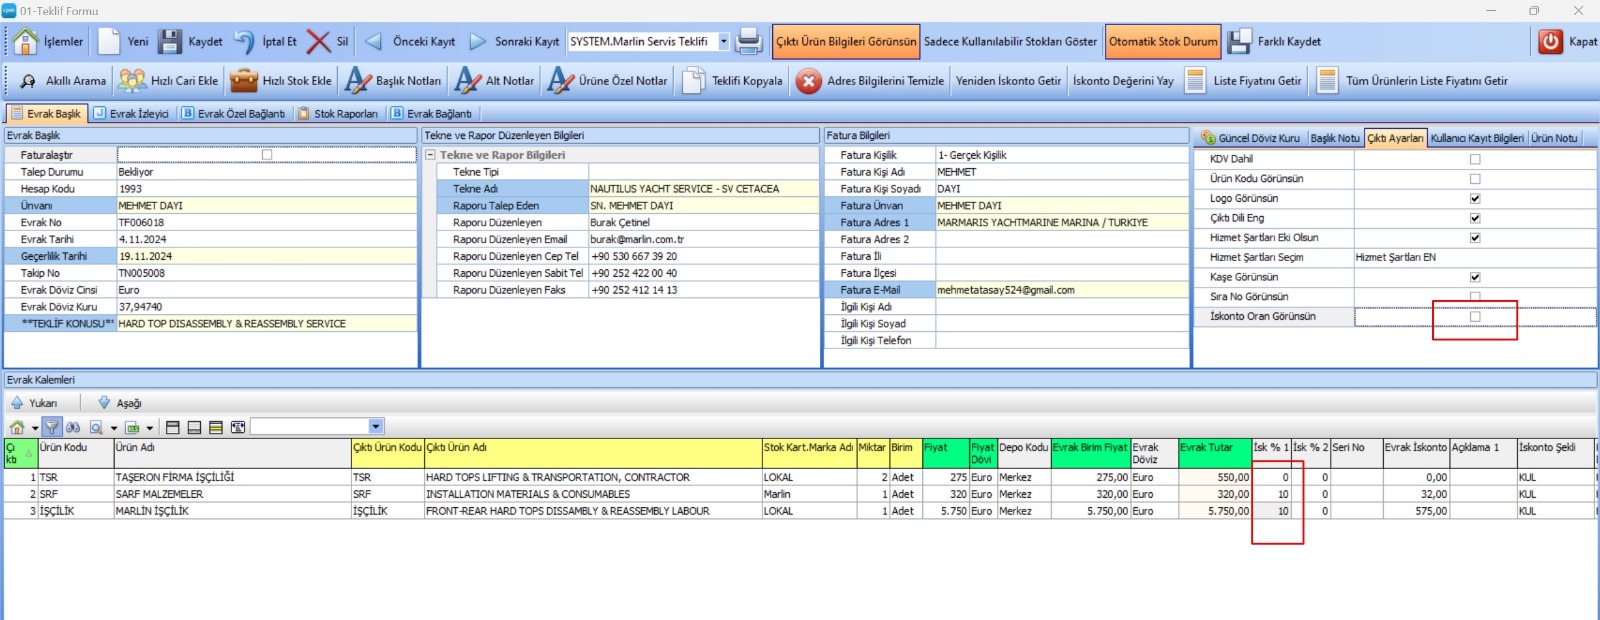 cpm 01-Teklif Formu
İşlemler Yeni Kaydet İptal Et Sil Önceki Kayıt Sonraki Kayıt SYSTEM.Marlin Servis Teklifi Çıktı Ürün Bilgileri Görünsün Sadece Kullanılabilir Stokları Göster Otomatik Stok Durum Farklı Kaydet Kapat
Akıllı Arama Hızlı Cari Ekle Hızlı Stok Ekle Başlık Notları Alt Notlar Ürüne Özel Notlar Teklifi Kopyala Adres Bilgilerini Temizle Yeniden İskonto Getir İskonto Değerini Yay Liste Fiyatını Getir Tüm Ürünlerin Liste Fiyatını Getir
Evrak Başlık J Evrak İzleyici B Evrak Özel Bağlantı Stok Raporları B Evrak Bağlantı
Evrak Başlık
Faturalaştır
Talep Durumu Bekliyor
Hesap Kodu 1993
Ünvanı MEHMET DAYI
Evrak No TF006018
Evrak Tarihi 4.11.2024
Geçerlilik Tarihi 19.11.2024
Takip No TN005008
Evrak Döviz Cinsi Euro
Evrak Döviz Kuru 37,94740
**TEKLİF KONUSU** HARD TOP DISASSEMBLY & REASSEMBLY SERVICE
Tekne ve Rapor Düzenleyen Bilgileri
Tekne ve Rapor Bilgileri
Tekne Tipi
Tekne Adı NAUTILUS YACHT SERVICE - SV CETACEA
Raporu Talep Eden SN. MEHMET DAYI
Raporu Düzenleyen Burak Çetinel
Raporu Düzenleyen Email burak@marlin.com.tr
Raporu Düzenleyen Cep Tel +90 530 667 39 20
Raporu Düzenleyen Sabit Tel +90 252 422 00 40
Raporu Düzenleyen Faks +90 252 412 14 13
Fatura Bilgileri
Fatura Kişilik 1- Gerçek Kişilik
Fatura Kişi Adı MEHMET
Fatura Kişi Soyadı DAYI
Fatura Ünvan MEHMET DAYI
Fatura Adres 1 MARMARIS YACHTMARINE MARINA / TURKIYE
Fatura Adres 2
Fatura İli
Fatura İlçesi
Fatura E-Mail mehmetatasay524@gmail.com
İlgili Kişi Adı
İlgili Kişi Soyad
İlgili Kişi Telefon
Güncel Döviz Kuru Başlık Notu Çıktı Ayarları Kullanıcı Kayıt Bilgileri Ürün Notu
KDV Dahil
Ürün Kodu Görünsün
Logo Görünsün
Çıktı Dili Eng
Hizmet Şartları Eki Olsun
Hizmet Şartları Seçim Hizmet Şartları EN
Kaşe Görünsün
Sıra No Görünsün
İskonto Oran Görünsün
Evrak Kalemleri
Yukarı Aşağı
Çı ktı Ürün Kodu Ürün Adı Çıktı Ürün Kodu Çıktı Ürün Adı Stok Kart.Marka Adı Miktar Birim Fiyat Fiyat Dövi Depo Kodu Evrak Birim Fiyat Evrak Döviz Evrak Tutar İsk % 1 İsk % 2 Seri No Evrak İskonto Açıklama 1 İskonto Şekli
1 TSR TAŞERON FİRMA İŞÇİLİĞİ TSR HARD TOPS LIFTING & TRANSPORTATION, CONTRACTOR LOKAL 2 Adet 275 Euro Merkez 275,00 Euro 550,00 0 0 0,00 KUL
2 SRF SARF MALZEMELER SRF INSTALLATION MATERIALS & CONSUMABLES Marlin 1 Adet 320 Euro Merkez 320,00 Euro 320,00 10 0 32,00 KUL
3 İŞÇİLİK MARLİN İŞÇİLİK İŞÇİLİK FRONT-REAR HARD TOPS DISSAMBLY & REASSEMBLY LABOUR LOKAL 1 Adet 5.750 Euro Merkez 5.750,00 Euro 5.750,00 10 0 575,00 KUL